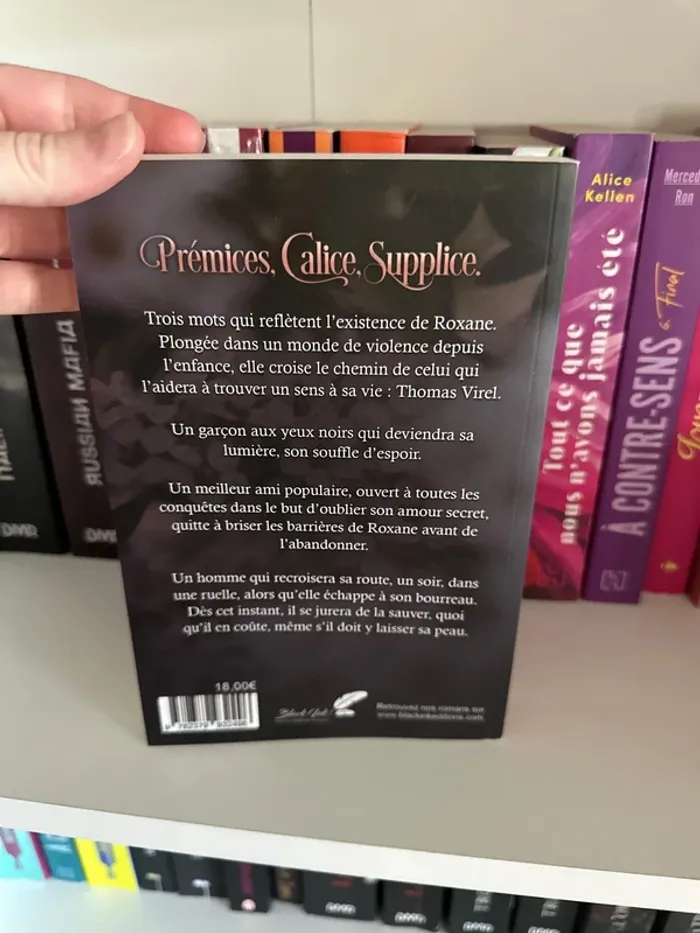 Prémices, Calice, Supplice.
Trois mots qui reflètent l'existence de Roxane.
Plongée dans un monde de violence depuis
l'enfance, elle croise le chemin de celui qui
l'aidera à trouver un sens à sa vie : Thomas Virel.
Un garçon aux yeux noirs qui deviendra sa
lumière, son souffle d'espoir.
Un meilleur ami populaire, ouvert à toutes les
conquêtes dans le but d'oublier son amour secret,
quitte à briser les barrières de Roxane avant de
l'abandonner.
Un homme qui recroisera sa route, un soir, dans
une ruelle, alors qu'elle échappe à son bourreau.
Dès cet instant, il se jurera de la sauver, quoi
qu'il en coûte, même s'il doit y laisser sa peau.
18,00€
Black Ink !
Retrouvez nos romans sur
www.blackinkeditions.com
RUSSIAN MAFIA
Alice
Kellen
Tout ce que
nous n'avons jamais été
Ron
À CONTRE-SENS
6. Final